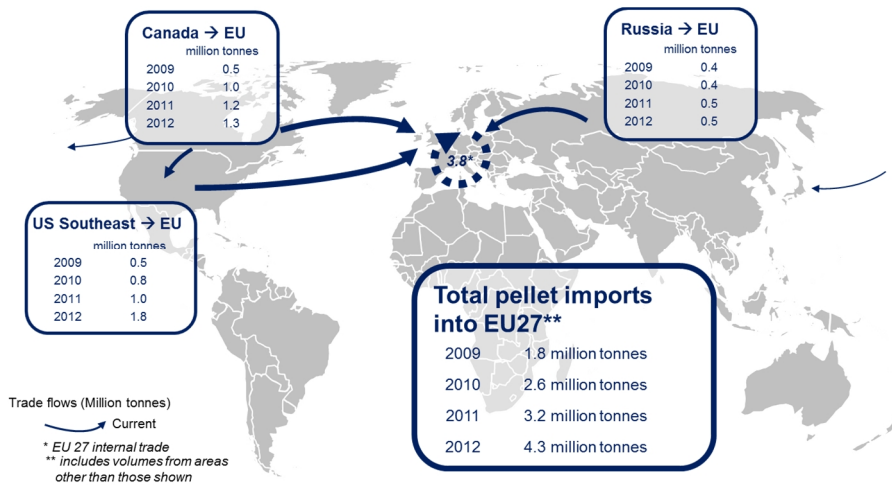 Canada → EU
million tonnes
2009 0.5
2010 1.0
2011 1.2
2012 1.3
Russia → EU
million tonnes
2009 0.4
2010 0.4
2011 0.5
2012 0.5
3.8*
US Southeast → EU
million tonnes
2009 0.5
2010 0.8
2011 1.0
2012 1.8
Total pellet imports
into EU27**
2009 1.8 million tonnes
2010 2.6 million tonnes
2011 3.2 million tonnes
2012 4.3 million tonnes
Trade flows (Million tonnes)
Current
* EU 27 internal trade
** includes volumes from areas
other than those shown